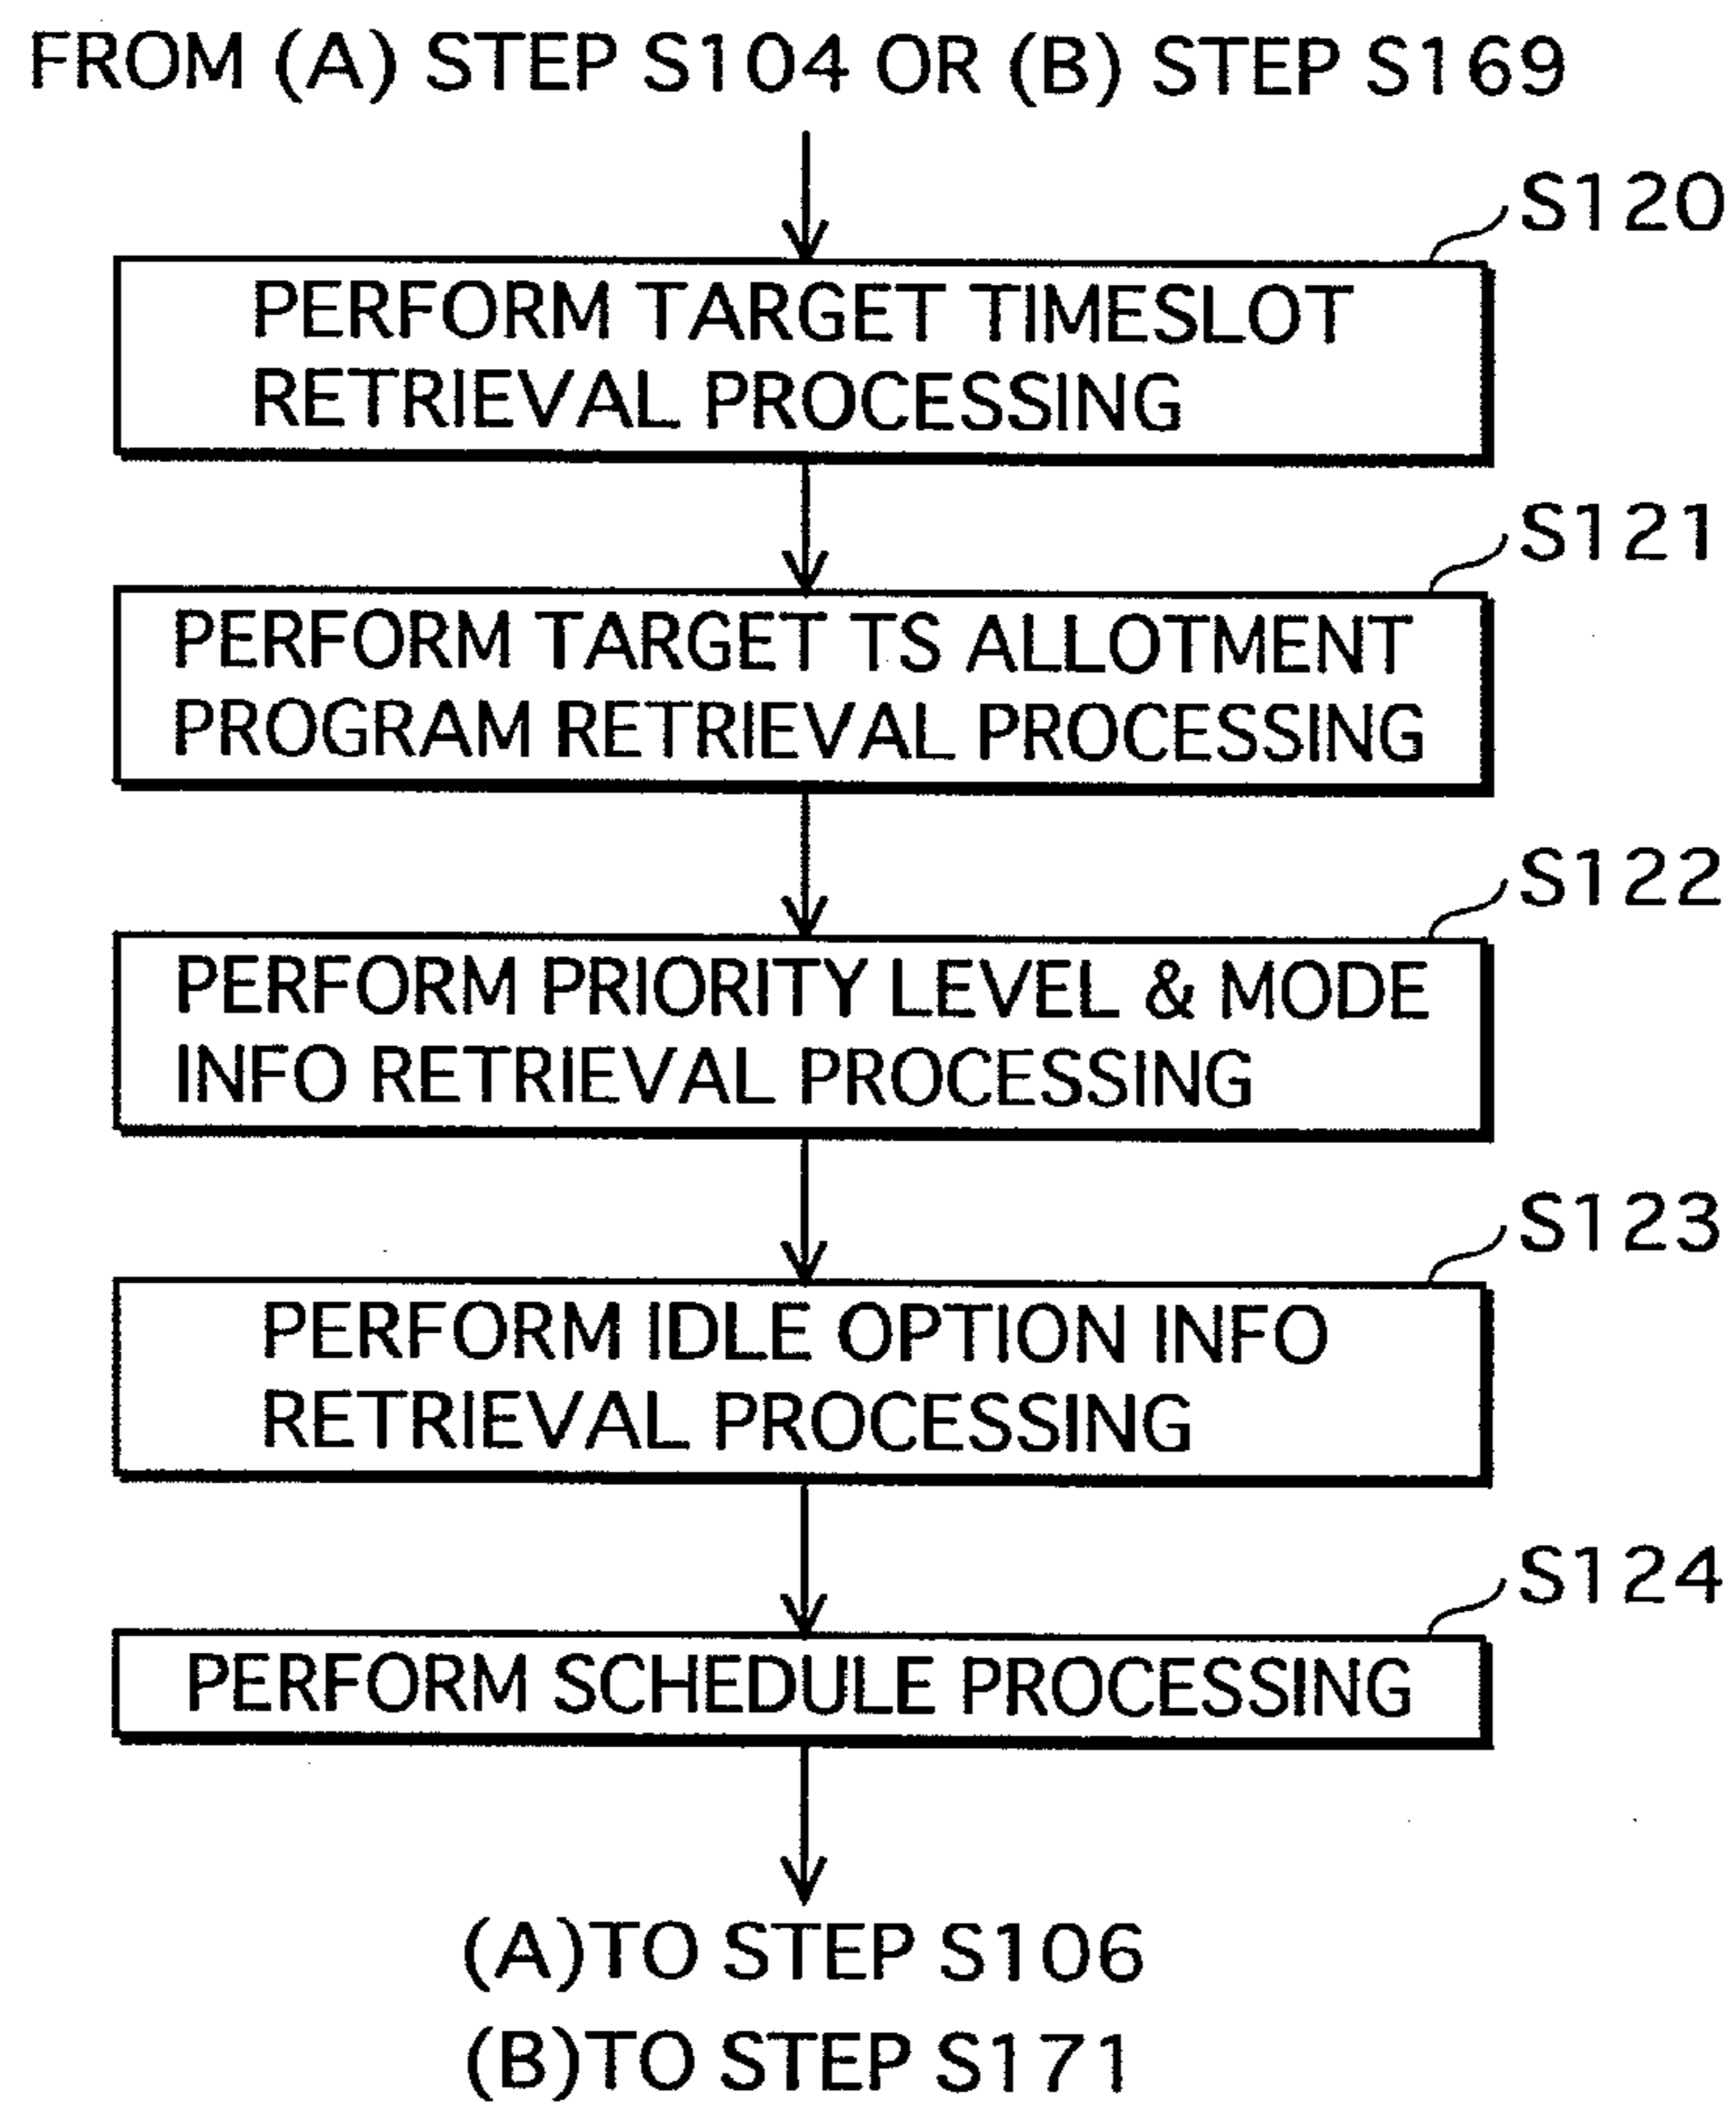 FROM (A) STEP S104 OR (B) STEP S169
S120
PERFORM TARGET TIMESLOT
RETRIEVAL PROCESSING
S121
PERFORM TARGET TS ALLOTMENT
PROGRAM RETRIEVAL PROCESSING
S122
PERFORM PRIORITY LEVEL & MODE
INFO RETRIEVAL PROCESSING
S123
PERFORM IDLE OPTION INFO
RETRIEVAL PROCESSING
S124
PERFORM SCHEDULE PROCESSING
(A)TO STEP S106
(B)TO STEP S171